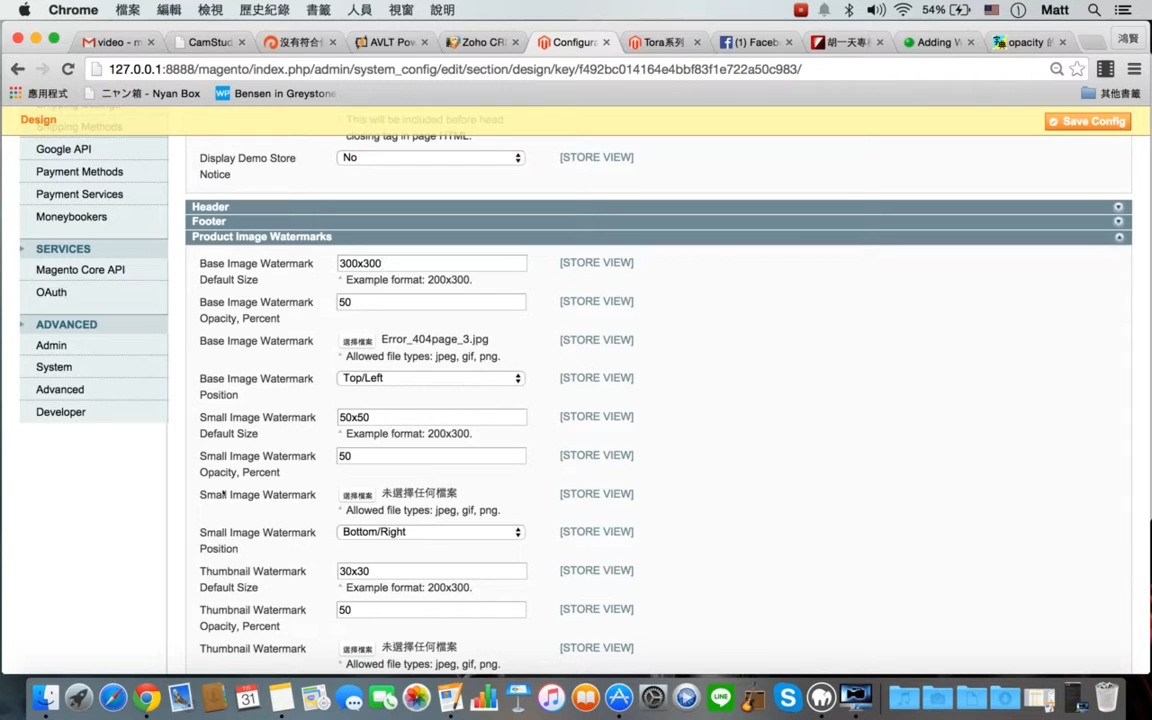 Chrome 檔案 編輯 檢視 歷史紀錄 書籤 人員 視窗 說明 54% Matt
video - m CamStud 沒有符合 AVLT Pow Zoho CR Configura Tora系列 (1) Faceb 胡一天專 Adding W opacity 的 鴻賢
127.0.0.1:8888/magento/index.php/admin/system_config/edit/section/design/key/f492bc014164e4bbf83f1e722a50c983/
應用程式 ニャン箱 - Nyan Box WP Bensen in Greystone 其他書籤
Design Save Config
Shipping Methods
This will be included before head
closing tag in page HTML.
Google API
Payment Methods
Payment Services
Moneybookers
SERVICES
Magento Core API
OAuth
ADVANCED
Admin
System
Advanced
Developer
Display Demo Store
Notice
No [STORE VIEW]
Header
Footer
Product Image Watermarks
Base Image Watermark
Default Size
300x300 [STORE VIEW]
Example format: 200x300.
Base Image Watermark
Opacity, Percent
50 [STORE VIEW]
Base Image Watermark
選擇檔案 Error_404page_3.jpg [STORE VIEW]
Allowed file types: jpeg, gif, png.
Base Image Watermark
Position
Top/Left [STORE VIEW]
Small Image Watermark
Default Size
50x50 [STORE VIEW]
Example format: 200x300.
Small Image Watermark
Opacity, Percent
50 [STORE VIEW]
Small Image Watermark
選擇檔案 未選擇任何檔案 [STORE VIEW]
Allowed file types: jpeg, gif, png.
Small Image Watermark
Position
Bottom/Right [STORE VIEW]
Thumbnail Watermark
Default Size
30x30 [STORE VIEW]
Example format: 200x300.
Thumbnail Watermark
Opacity, Percent
50 [STORE VIEW]
Thumbnail Watermark
選擇檔案 未選擇任何檔案 [STORE VIEW]
Allowed file types: jpeg, gif, png.
31
LINE